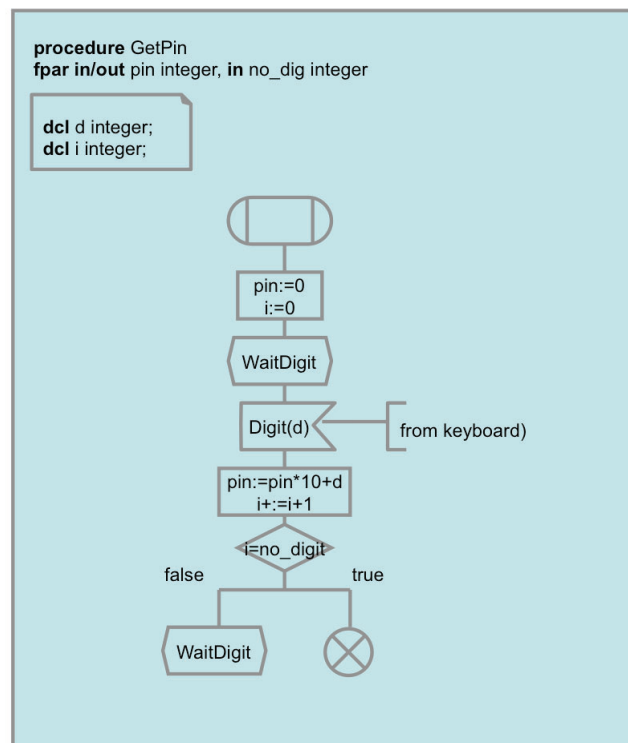 procedure GetPin
fpar in/out pin integer, in no_dig integer
dcl d integer;
dcl i integer;
pin:=0
i:=0
WaitDigit
Digit(d)
from keyboard)
pin:=pin*10+d
i+:=i+1
i=no_digit
false
true
WaitDigit